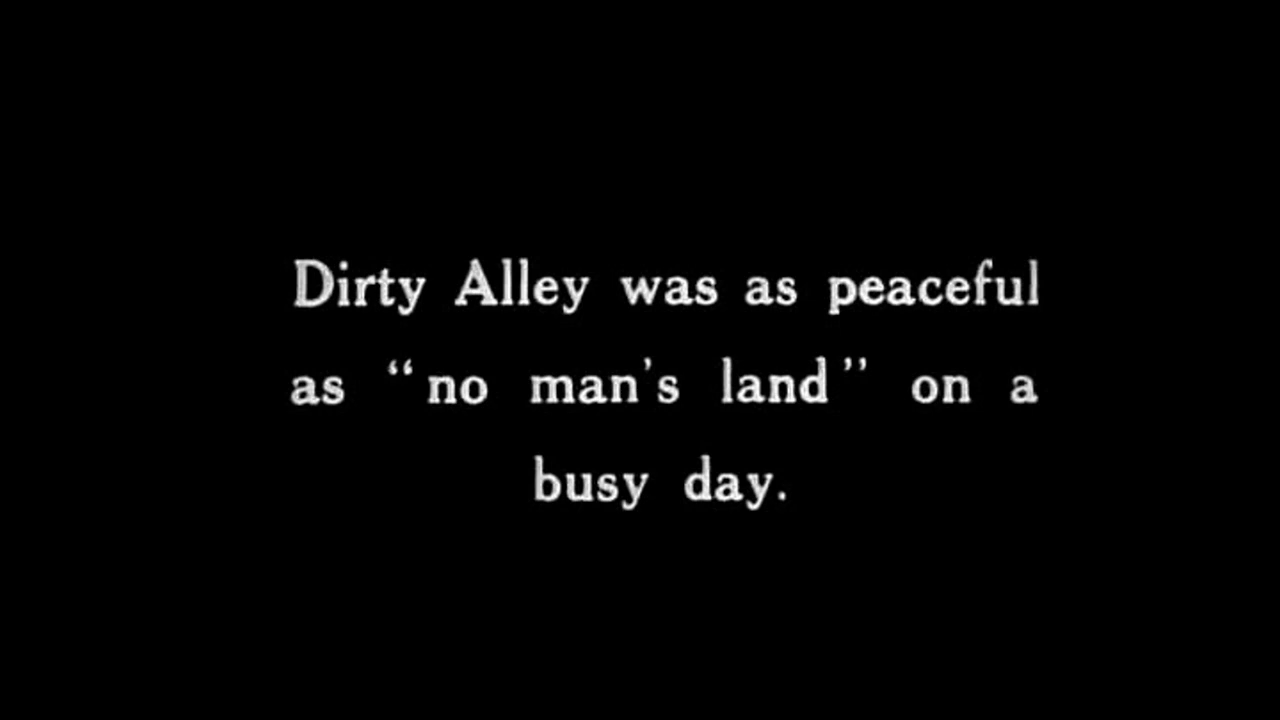 Dirty Alley was as peaceful
as “no man's land” on a
busy day.